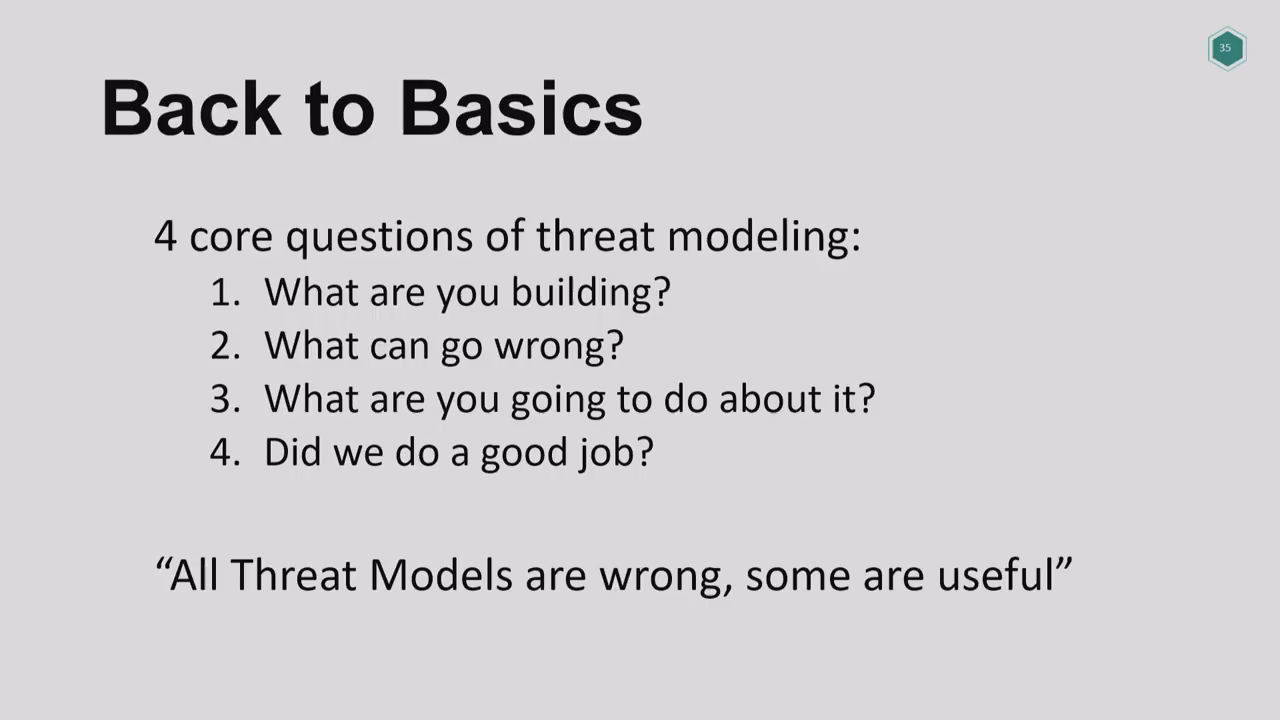 35
Back to Basics
4 core questions of threat modeling:
1. What are you building?
2. What can go wrong?
3. What are you going to do about it?
4. Did we do a good job?
“All Threat Models are wrong, some are useful”